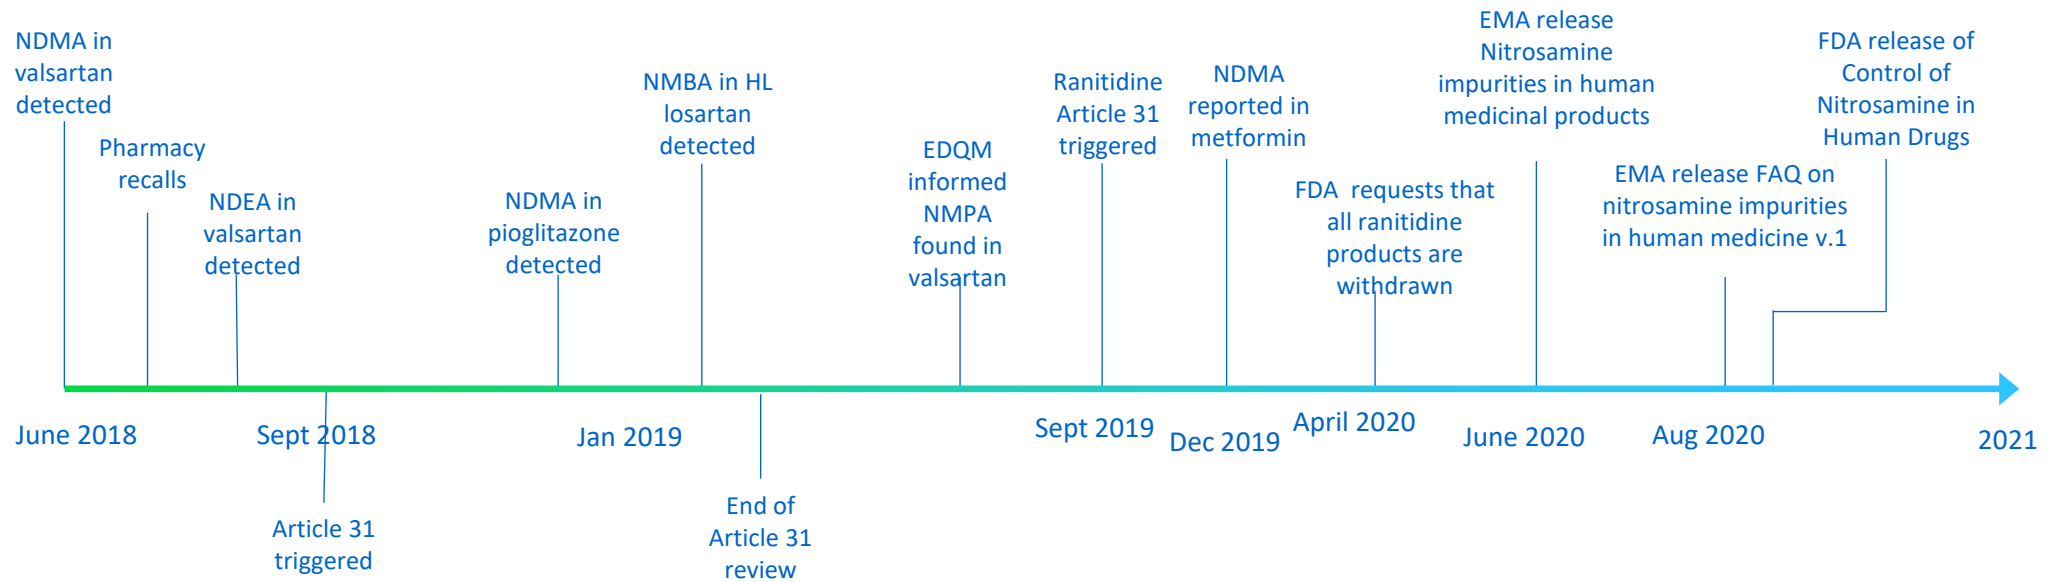 NDMA in
valsartan
detected
Pharmacy
recalls
NDEA in
valsartan
detected
NDMA in
pioglitazone
detected
NMBA in HL
losartan
detected
EDQM
informed
NMPA
found in
valsartan
Ranitidine
Article 31
triggered
NDMA
reported in
metformin
FDA  requests that
all ranitidine
products are
withdrawn
EMA release
Nitrosamine
impurities in human
medicinal products
EMA release FAQ on
nitrosamine impurities
in human medicine v.1
FDA release of
Control of
Nitrosamine in
Human Drugs
June 2018
Sept 2018
Jan 2019
Sept 2019
Dec 2019
April 2020
June 2020
Aug 2020
2021
Article 31
triggered
End of
Article 31
review